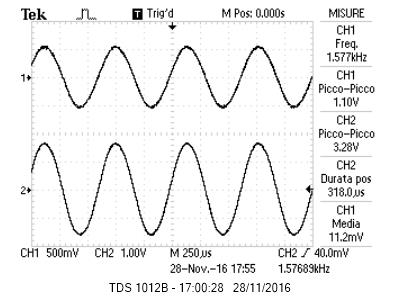 Tek T Trig'd M Pos: 0.000s MISURE
CH1
Freq.
1.577kHz
1
CH1
Picco-Picco
1.10V
CH2
Picco-Picco
3.28V
CH2
Durata pos
318.0µs
2
CH1
Media
11.2mV
CH1 500mV CH2 1.00V M 250µs CH2 / 40.0mV
28-Nov.-16 17:55 1.57689kHz
TDS 1012B - 17:00:28 28/11/2016